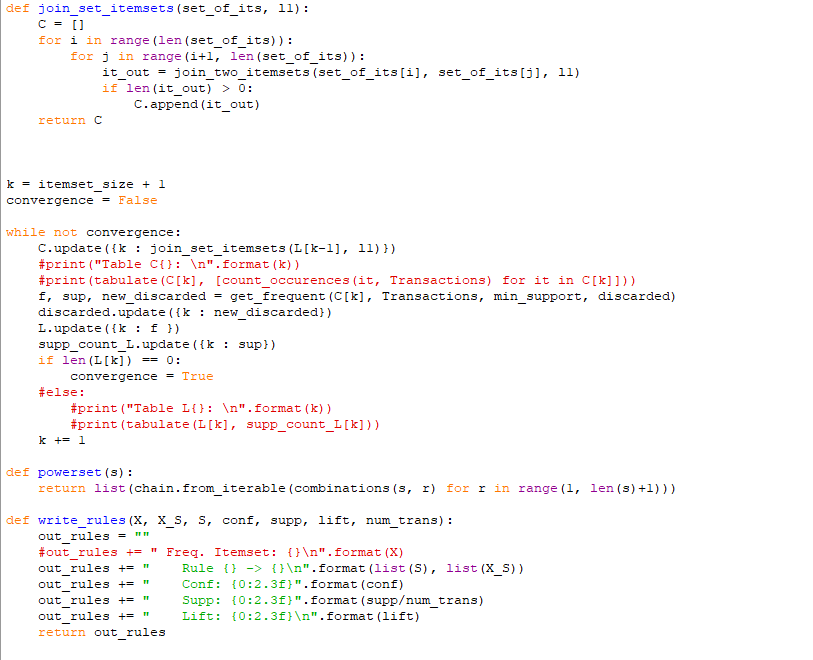 def join_set_itemsets(set_of_its, ll):
    C = []
    for i in range(len(set_of_its)):
        for j in range(i+1, len(set_of_its)):
            it_out = join_two_itemsets(set_of_its[i], set_of_its[j], ll)
            if len(it_out) > 0:
                C.append(it_out)
    return C
k = itemset_size + 1
convergence = False
while not convergence:
    C.update({k : join_set_itemsets(L[k-1], ll)})
    #print("Table C{}: \n".format(k))
    #print(tabulate(C[k], [count_occurences(it, Transactions) for it in C[k]]))
    f, sup, new_discarded = get_frequent(C[k], Transactions, min_support, discarded)
    discarded.update({k : new_discarded})
    L.update({k : f })
    supp_count_L.update({k : sup})
    if len(L[k]) == 0:
        convergence = True
    #else:
        #print("Table L{}: \n".format(k))
        #print(tabulate(L[k], supp_count_L[k]))
    k += 1
def powerset(s):
    return list(chain.from_iterable(combinations(s, r) for r in range(1, len(s)+1)))
def write_rules(X, X_S, S, conf, supp, lift, num_trans):
    out_rules = ""
    #out_rules += " Freq. Itemset: {}\n".format(X)
    out_rules += "    Rule {} -> {}\n".format(list(S), list(X_S))
    out_rules += "    Conf: {0:2.3f}".format(conf)
    out_rules += "    Supp: {0:2.3f}".format(supp/num_trans)
    out_rules += "    Lift: {0:2.3f}\n".format(lift)
    return out_rules